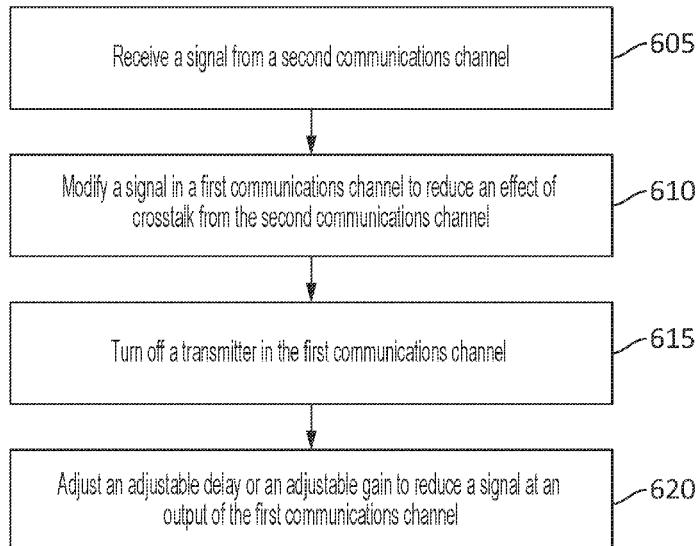 Receive a signal from a second communications channel
605
Modify a signal in a first communications channel to reduce an effect of
crosstalk from the second communications channel
610
Turn off a transmitter in the first communications channel
615
Adjust an adjustable delay or an adjustable gain to reduce a signal at an
output of the first communications channel
620